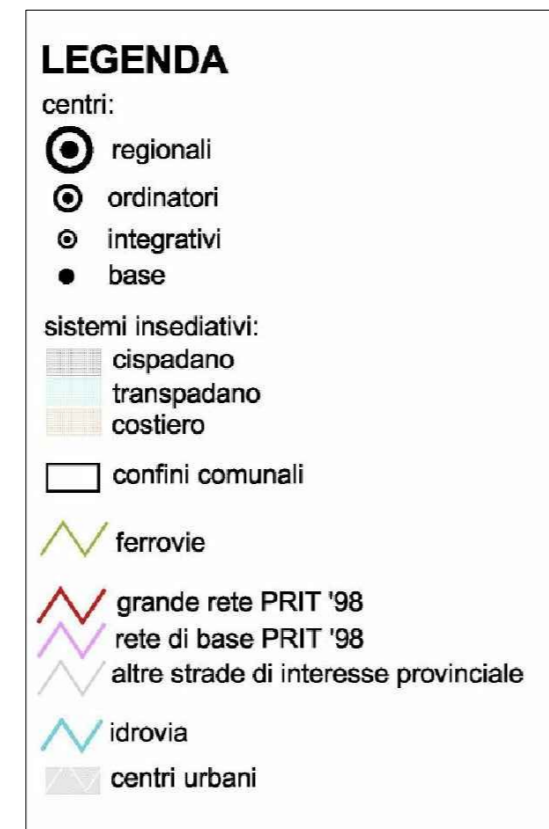 LEGENDA
centri:
regionali
ordinatori
integrativi
base
sistemi insediativi:
cispadano
transpadano
costiero
confini comunali
ferrovie
grande rete PRIT '98
rete di base PRIT '98
altre strade di interesse provinciale
idrovia
centri urbani